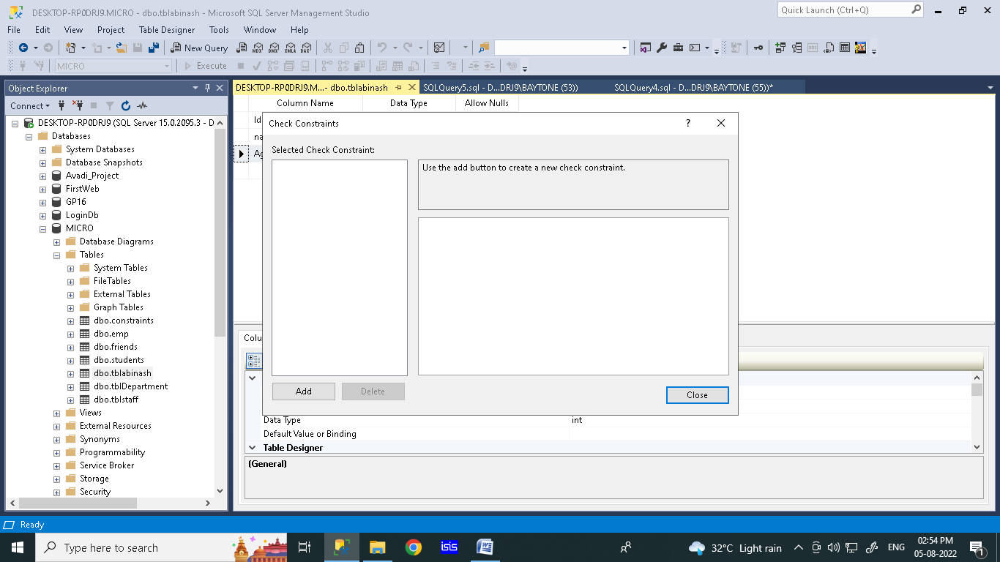 DESKTOP-RP0DRJ9.MICRO - dbo.tblabinash - Microsoft SQL Server Management Studio
Quick Launch (Ctrl+Q)
File Edit View Project Table Designer Tools Window Help
New Query MDX DMX XMLA DAX
MICRO Execute
Object Explorer
DESKTOP-RP0DRJ9.M...- dbo.tblabinash SQLQuery5.sql - D...DRJ9\BAYTONE (53)) SQLQuery4.sql - D...DRJ9\BAYTONE (55))*
Connect
Column Name Data Type Allow Nulls
Id
na
Ag
DESKTOP-RP0DRJ9 (SQL Server 15.0.2095.3 - D
Databases
System Databases
Database Snapshots
Avadi_Project
FirstWeb
GP16
LoginDb
MICRO
Database Diagrams
Tables
System Tables
FileTables
External Tables
Graph Tables
dbo.constraints
dbo.emp
dbo.friends
dbo.students
dbo.tblabinash
dbo.tblDepartment
dbo.tblstaff
Views
External Resources
Synonyms
Programmability
Service Broker
Storage
Security
Check Constraints
?
Selected Check Constraint:
Use the add button to create a new check constraint.
Add Delete
Close
Colu
Data Type int
Default Value or Binding
Table Designer
(General)
Ready
Type here to search
isis
W
32°C Light rain
ENG
02:54 PM
05-08-2022
1